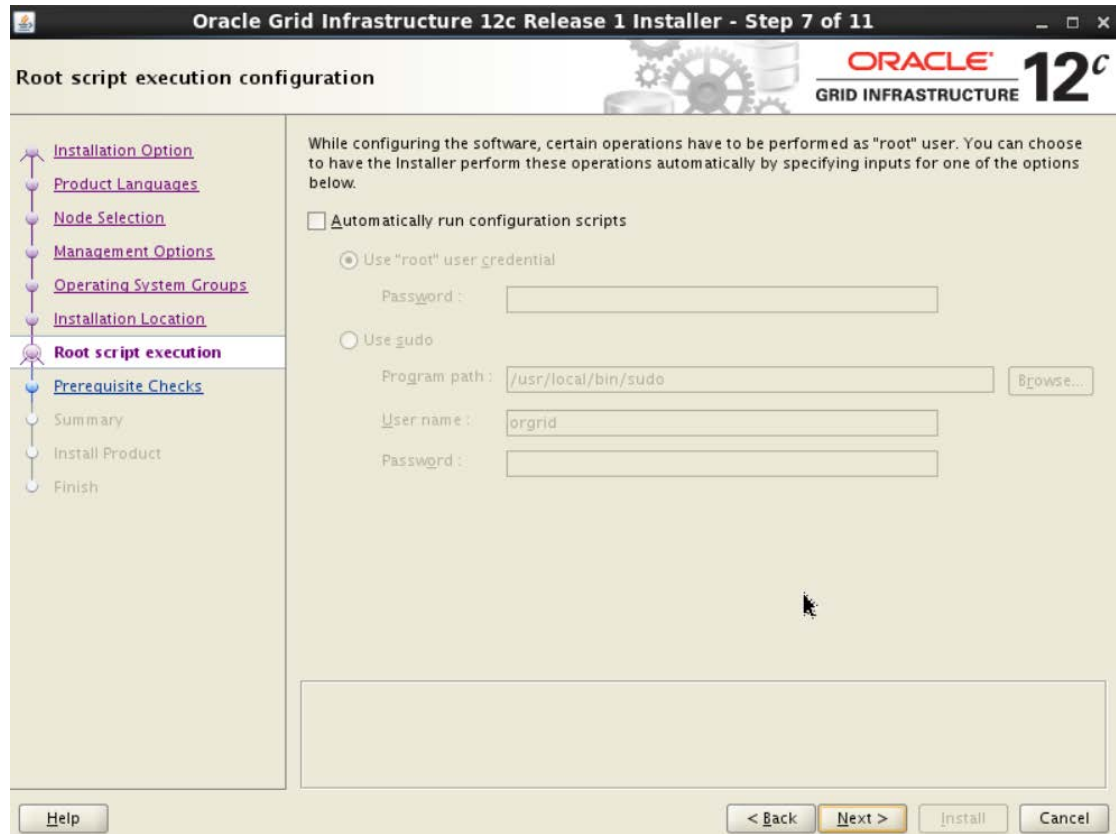 Oracle Grid Infrastructure 12c Release 1 Installer - Step 7 of 11
Root script execution configuration
ORACLE®
GRID INFRASTRUCTURE
12c
Installation Option
Product Languages
Node Selection
Management Options
Operating System Groups
Installation Location
Root script execution
Prerequisite Checks
Summary
Install Product
Finish
While configuring the software, certain operations have to be performed as "root" user. You can choose
to have the Installer perform these operations automatically by specifying inputs for one of the options
below.
Automatically run configuration scripts
Use "root" user credential
Password :
Use sudo
Program path : /usr/local/bin/sudo Browse...
User name : orgrid
Password :
Help < Back Next > Install Cancel